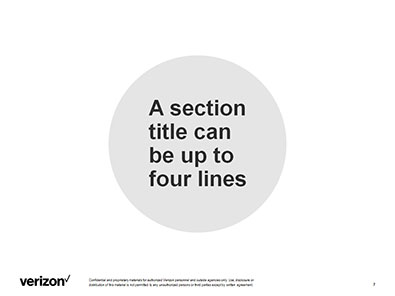 A section
title can
be up to
four lines
verizon✓
Confidential and proprietary materials for authorized Verizon personnel and outside agencies only. Use, disclosure or
distribution of this material is not permitted to any unauthorized persons or third parties except by written agreement.